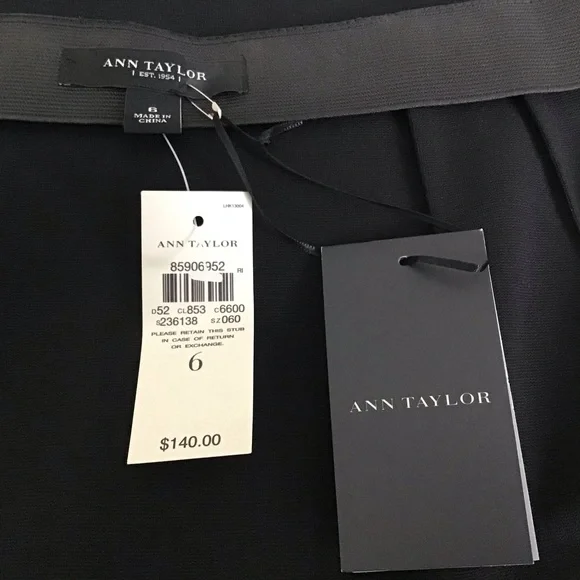 ANN TAYLOR
EST. 1954
6
MADE IN
CHINA
ANN TAYLOR
85906952
RI
D52 CL853 C6600
S236138 SZ060
PLEASE RETAIN THIS STUB
IN CASE OF RETURN
OR EXCHANGE.
6
$140.00
ANN TAYLOR